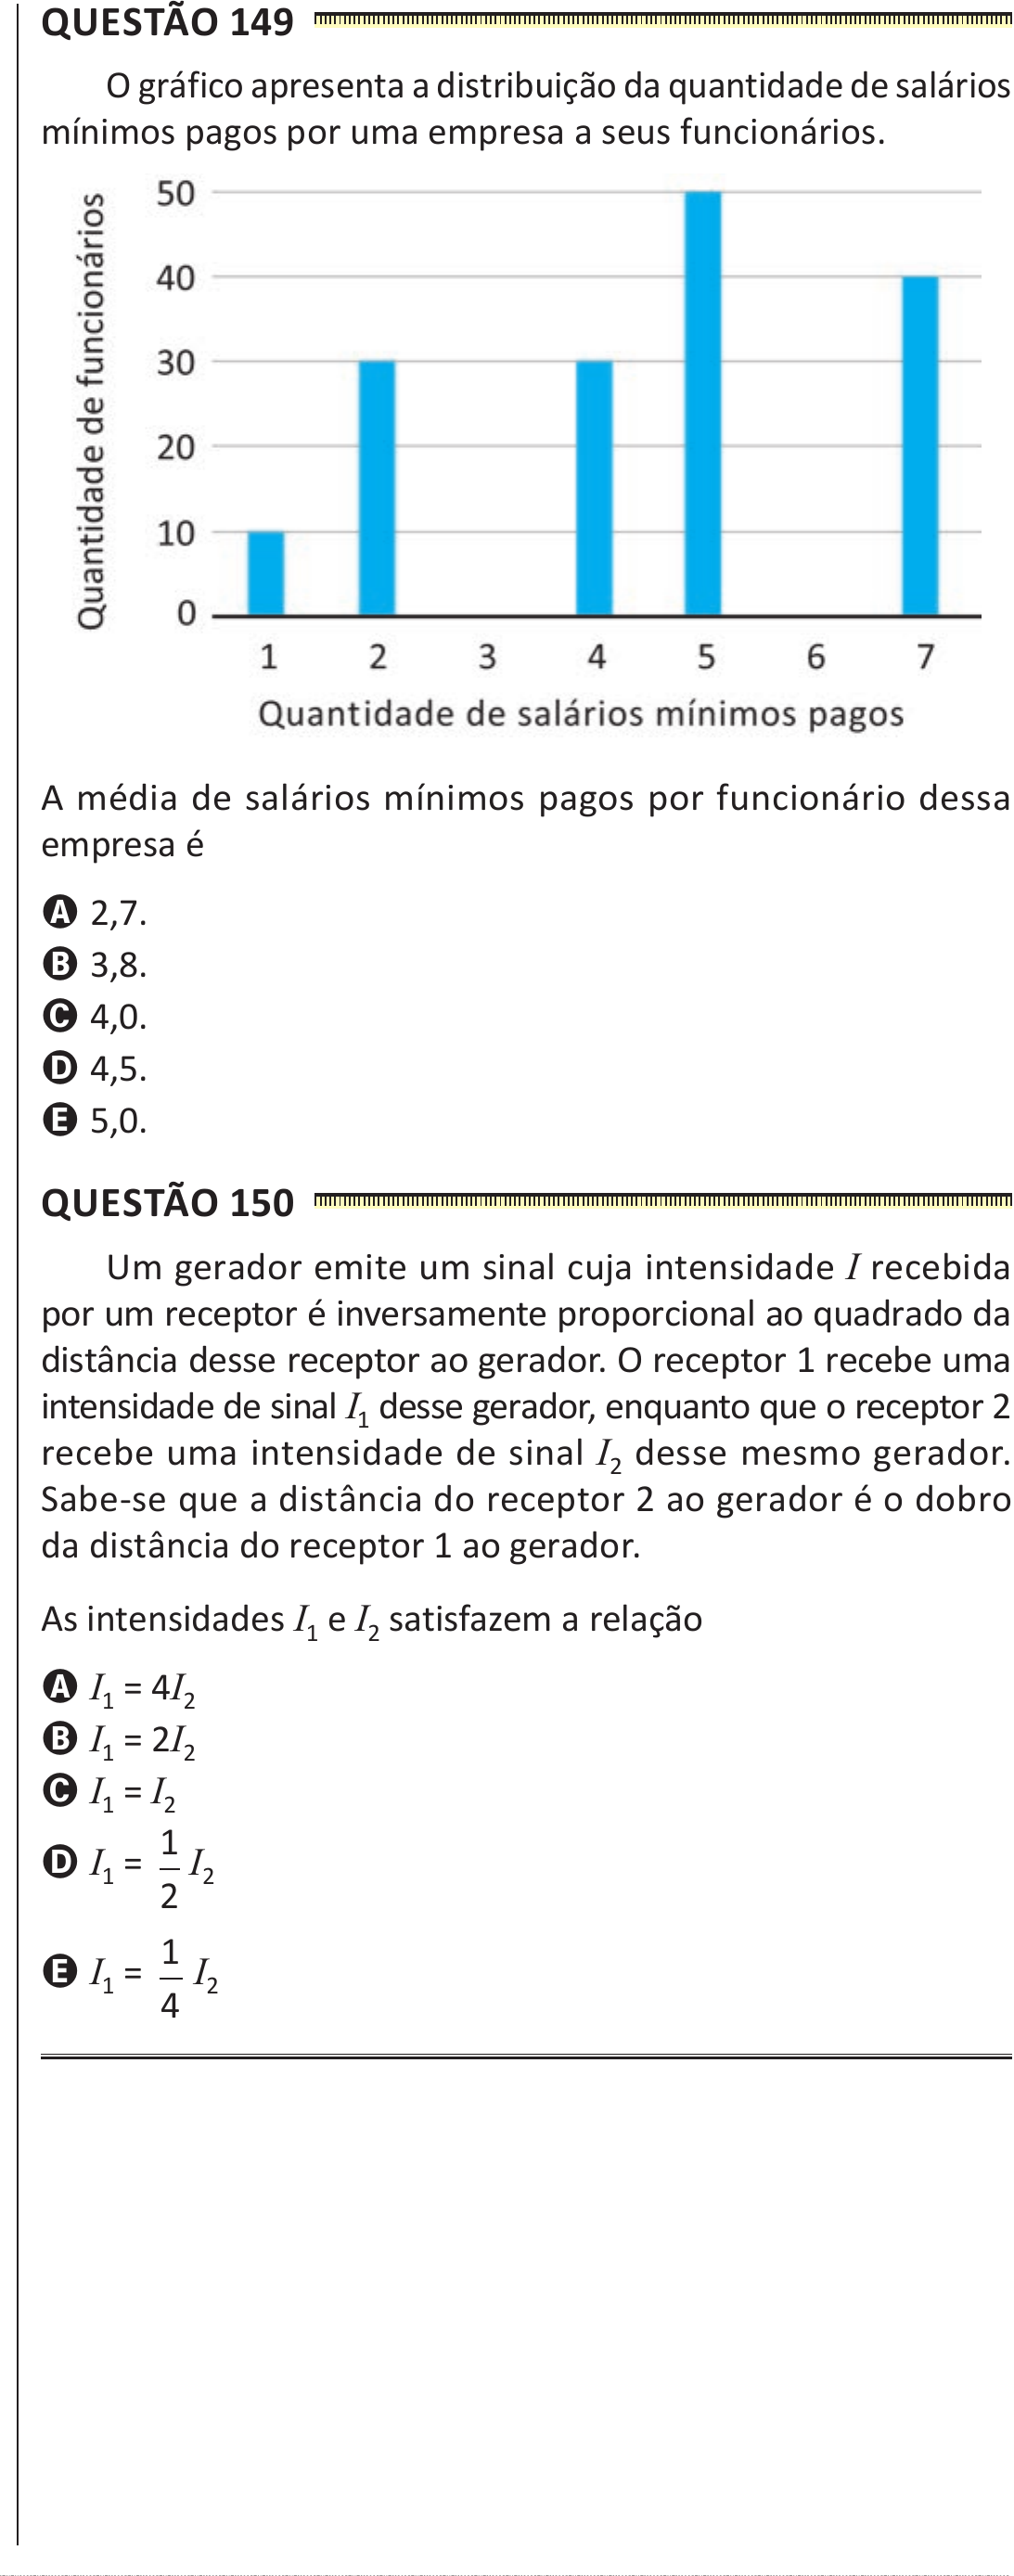 QUESTÃO 149
O gráfico apresenta a distribuição da quantidade de salários
mínimos pagos por uma empresa a seus funcionários.
Quantidade de funcionários
50
40
30
20
10
0
1 2 3 4 5 6 7
Quantidade de salários mínimos pagos
A média de salários mínimos pagos por funcionário dessa
empresa é
A 2,7.
B 3,8.
C 4,0.
D 4,5.
E 5,0.
QUESTÃO 150
Um gerador emite um sinal cuja intensidade I recebida
por um receptor é inversamente proporcional ao quadrado da
distância desse receptor ao gerador. O receptor 1 recebe uma
intensidade de sinal I₁ desse gerador, enquanto que o receptor 2
recebe uma intensidade de sinal I₂ desse mesmo gerador.
Sabe-se que a distância do receptor 2 ao gerador é o dobro
da distância do receptor 1 ao gerador.
As intensidades I₁ e I₂ satisfazem a relação
A I₁ = 4I₂
B I₁ = 2I₂
C I₁ = I₂
D I₁ = 1/2 I₂
E I₁ = 1/4 I₂